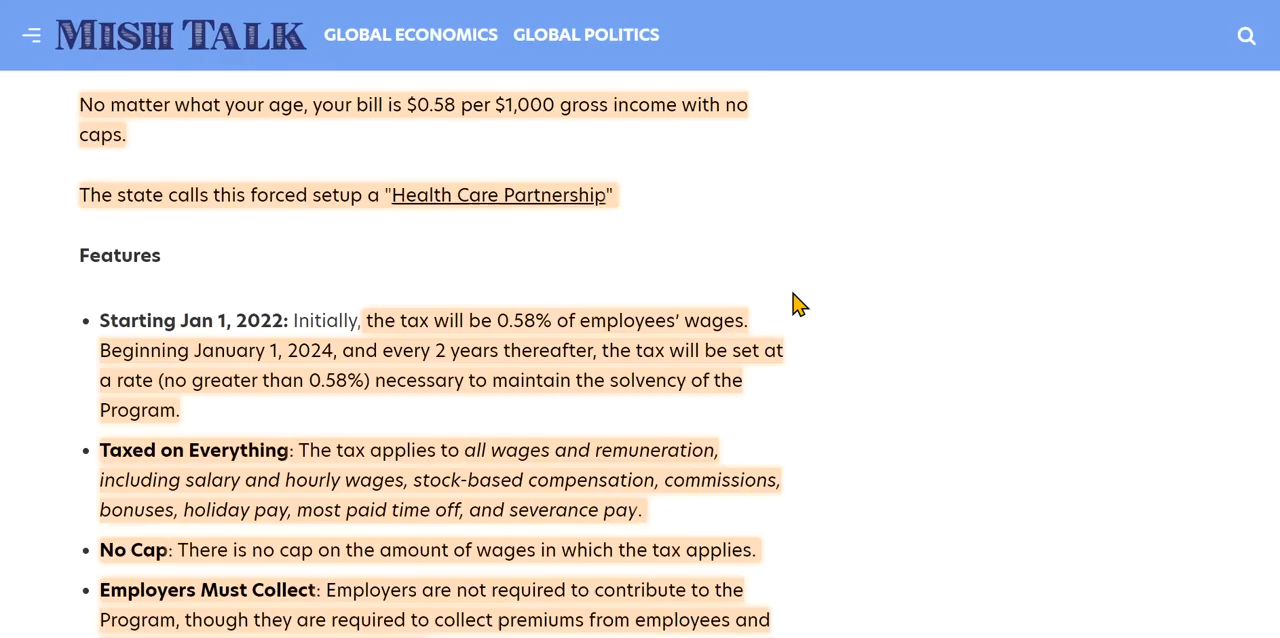 MISH TALK GLOBAL ECONOMICS GLOBAL POLITICS
No matter what your age, your bill is $0.58 per $1,000 gross income with no
caps.
The state calls this forced setup a "Health Care Partnership"
Features
• Starting Jan 1, 2022: Initially, the tax will be 0.58% of employees’ wages.
Beginning January 1, 2024, and every 2 years thereafter, the tax will be set at
a rate (no greater than 0.58%) necessary to maintain the solvency of the
Program.
• Taxed on Everything: The tax applies to all wages and remuneration,
including salary and hourly wages, stock-based compensation, commissions,
bonuses, holiday pay, most paid time off, and severance pay.
• No Cap: There is no cap on the amount of wages in which the tax applies.
• Employers Must Collect: Employers are not required to contribute to the
Program, though they are required to collect premiums from employees and